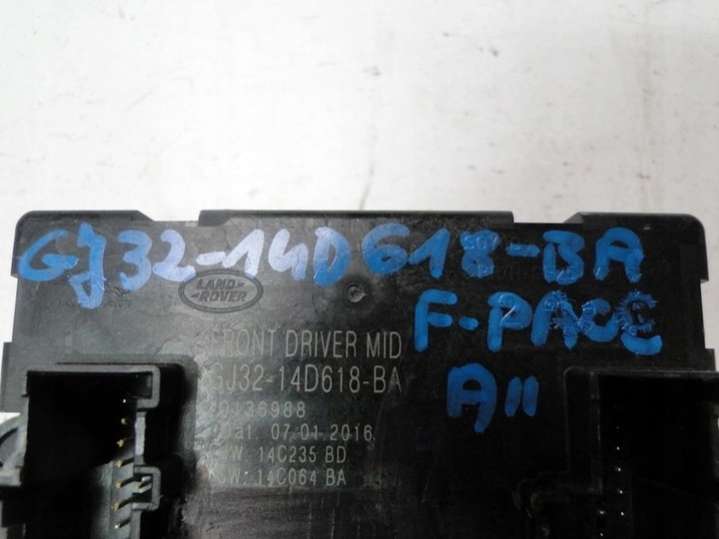 GJ32-14D618-BA
LAND
ROVER
F-PACE
FRONT DRIVER MID
GJ32-14D618-BA
A11
07.01.2016
14C235 BD
14C064 BA